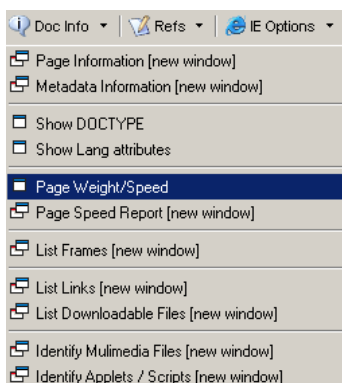 Doc Info Refs IE Options
Page Information [new window]
Metadata Information [new window]
Show DOCTYPE
Show Lang attributes
Page Weight/Speed
Page Speed Report [new window]
List Frames [new window]
List Links [new window]
List Downloadable Files [new window]
Identify Mulimedia Files [new window]
Identify Applets / Scripts [new window]